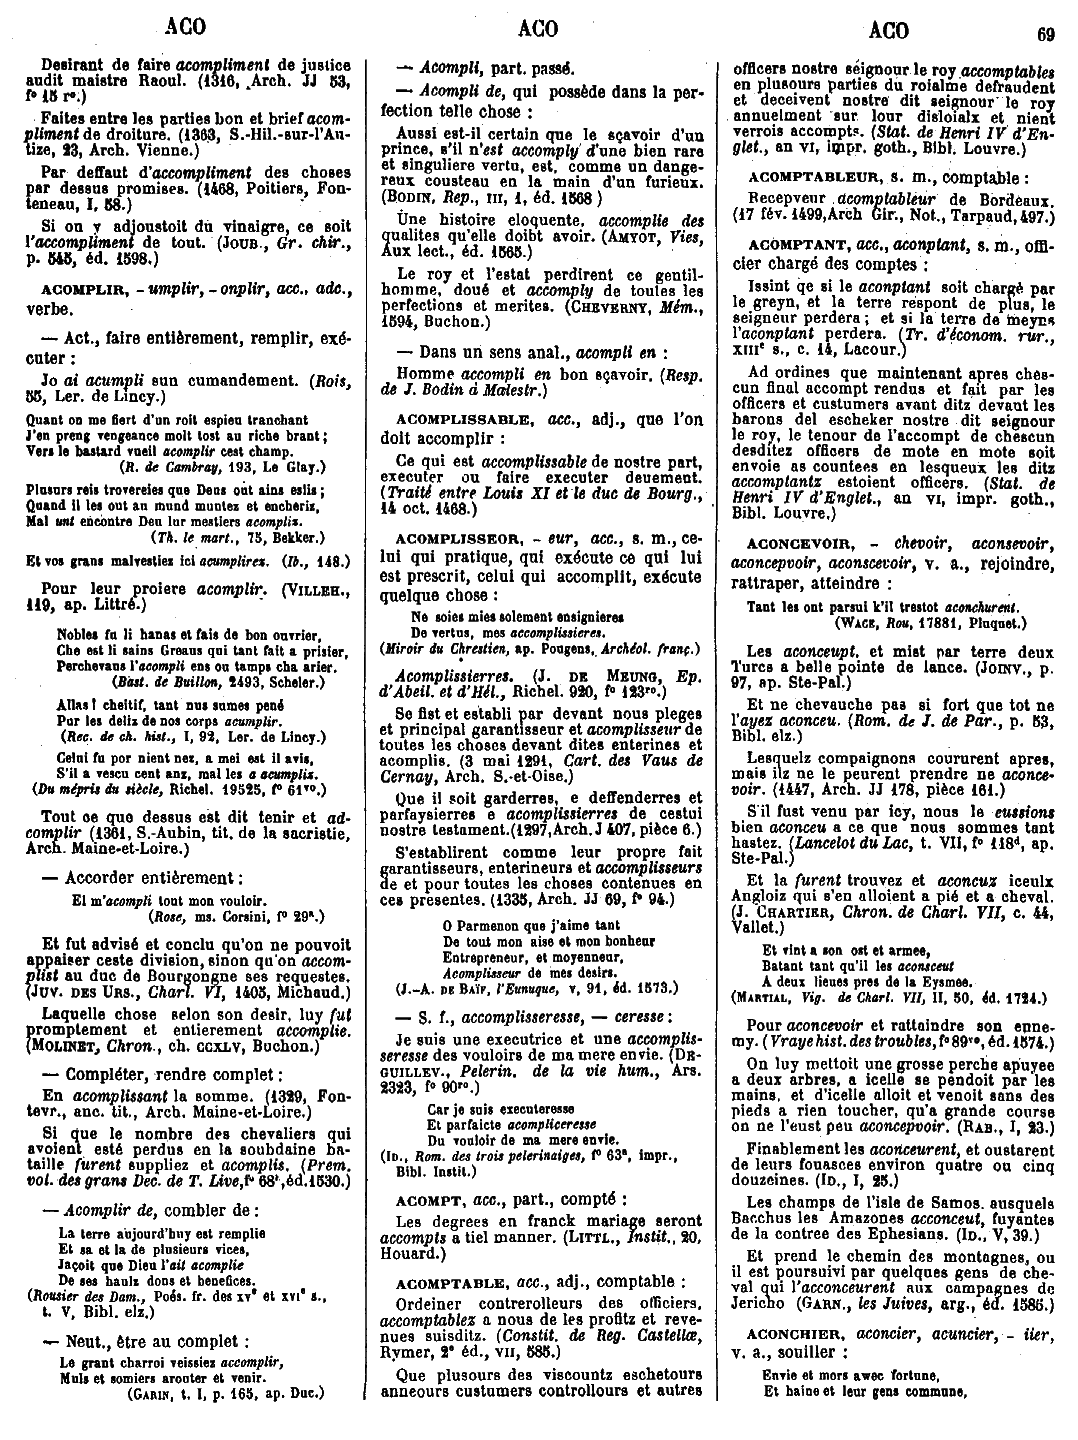 ACO
ACO
ACO
69
Desirant de faire acompliment de justice
audit maistre Raoul. (1316, Arch. JJ 53,
f° 15 r°.)
Faites entre les parties bon et brief acom-
pliment de droiture. (1363, S.-Hil.-sur-l'Au-
tize, 23, Arch. Vienne.)
Par deffaut d'accompliment des choses
par dessus promises. (1468, Poitiers, Fon-
teneau, I, 58.)
Si on y adjoustoit du vinaigre, ce soit
l'accompliment de tout. (JOUB., Gr. chir.,
p. 545, éd. 1598.)
ACOMPLIR, - umplir, - onplir, acc., adc.,
verbe.
— Act., faire entièrement, remplir, exé-
cuter :
Jo ai acumpli sun cumandement. (Rois,
55, Ler. de Lincy.)
Quant on me fiert d'un roit espieu tranchant
J'en preng vengeance molt tost au riche brant ;
Vers le bastard vueil acomplir cest champ.
(R. de Cambray, 193, Le Glay.)
Plusurs reis trovereies que Deus out ains eslis ;
Quand il les out an mund muntez et encheriz,
Mal unt encontre Deu lur mestiers acompliz.
(Th. le mart., 75, Bekker.)
Et vos grans malvestiez ici acumplirez. (Ib., 148.)
Pour leur proiere acomplir. (VILLEH.,
119, ap. Littré.)
Nobles fu li hanas et fais de bon ouvrier,
Che est li sains Greaus qui tant fait a prisier,
Perchevaus l'acompli ens ou tamps cha arier.
(Bast. de Buillon, 2493, Scheler.)
Allas ! cheitif, tant nus sumes pené
Pur les deliz de nos corps acumplir.
(Rec. de ch. hist., I, 92, Ler. de Lincy.)
Celui fu por nient nez, a mei est il avis,
S'il a vescu cent anz, mal les a acumpliz.
(Du mépris du siècle, Richel. 19525, f° 61vo.)
Tout ce que dessus est dit tenir et ad-
complir (1361, S.-Aubin, tit. de la sacristie,
Arch. Maine-et-Loire.)
— Accorder entièrement :
El m'acompli tout mon vouloir.
(Rose, ms. Corsini, f° 29a.)
Et fut advisé et conclu qu'on ne pouvoit
appaiser ceste division, sinon qu'on accom-
plist au duc de Bourgongne ses requestes.
(JUV. DES URS., Charl. VI, 1405, Michaud.)
Laquelle chose selon son desir, luy fut
promptement et entierement accomplie.
(MOLINET, Chron., ch. CCXLV, Buchon.)
— Compléter, rendre complet :
En acomplissant la somme. (1329, Fon-
tevr., anc. tit., Arch. Maine-et-Loire.)
Si que le nombre des chevaliers qui
avoient esté perdus en la soubdaine ba-
taille furent suppliez et acomplis. (Prem.
vol. des grans Dec. de T. Live, f° 68, éd. 1530.)
— Acomplir de, combler de :
La terre aujourd'huy est remplie
Et sa et la de plusieurs vices,
Jaçoit que Dieu l'ait acomplie
De ses haulz dons et benefices.
(Rousier des Dam., Poés. fr. des XVe et XVIe s.,
t. V, Bibl. elz.)
— Neut., être au complet :
Le grant charroi veissiez accomplir,
Muls et somiers arouter et venir.
(GARIN, t. I, p. 165, ap. Duc.)
— Acompli, part. passé.
— Acompli de, qui possède dans la per-
fection telle chose :
Aussi est-il certain que le sçavoir d'un
prince, s'il n'est accomply d'une bien rare
et singuliere vertu, est, comme un dange-
reux cousteau en la main d'un furieux.
(BODIN, Rep., III, 1, éd. 1568)
Une histoire eloquente, accomplie des
qualites qu'elle doibt avoir. (AMYOT, Vies,
Aux lect., éd. 1565.)
Le roy et l'estat perdirent ce gentil-
homme, doué et accomply de toutes les
perfections et merites. (CHEVERNY, Mém.,
1594, Buchon.)
— Dans un sens anal., acompli en :
Homme accompli en bon sçavoir. (Resp.
de J. Bodin à Malestr.)
ACOMPLISSABLE, acc., adj., que l'on
doit accomplir :
Ce qui est accomplissable de nostre part,
executer ou faire executer deuement.
(Traité entre Louis XI et le duc de Bourg.,
14 oct. 1468.)
ACOMPLISSEOR, - eur, acc., s. m., ce-
lui qui pratique, qui exécute ce qui lui
est prescrit, celui qui accomplit, exécute
quelque chose :
Ne soies mies solement ensignieres
De vertus, mes accomplissieres.
(Miroir du Chrestien, ap. Pougens, Archéol. franç.)
Acomplissierres. (J. DE MEUNG, Ep.
d'Abeil. et d'Hél., Richel. 920, f° 123ro.)
Se fist et establi par devant nous pleges
et principal garantisseur et acomplisseur de
toutes les choses devant dites enterines et
acomplis. (3 mai 1291, Cart. des Vaus de
Cernay, Arch. S.-et-Oise.)
Que il soit garderres, e deffenderres et
parfaysierres e acomplissierres de cestui
nostre testament. (1297, Arch. J 407, pièce 6.)
S'establirent comme leur propre fait
garantisseurs, enterineurs et accomplisseurs
de et pour toutes les choses contenues en
ces presentes. (1335, Arch. JJ 69, f° 94.)
O Parmenon que j'aime tant
De tout mon aise et mon bonheur
Entrepreneur, et moyenneur,
Acomplisseur de mes desirs.
(J.-A. DE BAÏF, l'Eunuque, V, 91, éd. 1573.)
— S. f., accomplisseresse, — ceresse :
Je suis une executrice et une accomplis-
seresse des vouloirs de ma mere envie. (DE-
GUILLEV., Pelerin. de la vie hum., Ars.
2323, f° 90ro.)
Car je suis executeresse
Et parfaicte acompliceresse
Du vouloir de ma mere envie.
(ID., Rom. des trois pelerinaiges, f° 63a, impr.,
Bibl. Instit.)
ACOMPT, acc., part., compté :
Les degrees en franck mariage seront
accompts a tiel manere. (LITTL., Instit., 20,
Houard.)
ACOMPTABLE, acc., adj., comptable :
Ordeiner contrerolleurs des officiers,
accomptablez a nous de les profitz et reve-
nues suisditz. (Constit. de Reg. Castellæ,
Rymer, 2e éd., VII, 585.)
Que plusours des viscountz eschetours
anneours custumers controllours et autres
officers nostre seignour le roy accomptables
en plusours parties du roialme defraudent
et deceivent nostre dit seignour le roy
annuelment sur lour disloialx et nient
verrois accompts. (Stat. de Henri IV d'En-
glet., an VI, impr. goth., Bibl. Louvre.)
ACOMPTABLEUR, s. m., comptable :
Recepveur acomptableur de Bordeaux.
(17 fév. 1499, Arch Gir., Not., Tarpaud, 497.)
ACOMPTANT, acc., aconptant, s. m., offi-
cier chargé des comptes :
Issint qe si le aconptant soit chargé par
le greyn, et la terre respont de plus, le
seigneur perdera ; et si la terre de meyns
l'aconptant perdera. (Tr. d'économ. rur.,
XIIIe s., c. 14, Lacour.)
Ad ordines que maintenant apres ches-
cun final accompt rendus et fait par les
officers et custumers avant ditz devant les
barons del escheker nostre dit seignour
le roy, le tenour de l'accompt de chescun
desditez officers de mote en mote soit
envoie as countees en lesqueux les ditz
accomptantz estoient officers. (Stat. de
Henri IV d'Englet., an VI, impr. goth.,
Bibl. Louvre.)
ACONCEVOIR, - chevoir, aconsevoir,
aconcepvoir, aconscevoir, v. a., rejoindre,
rattraper, atteindre :
Tant les ont parsui k'il trestot aconchurent.
(WACE, Rou, 17881, Pluquet.)
Les aconceupt, et mist par terre deux
Turcs a belle pointe de lance. (JOINV., p.
97, ap. Ste-Pal.)
Et ne chevauche pas si fort que tot ne
l'ayez aconceu. (Rom. de J. de Par., p. 53,
Bibl. elz.)
Lesquelz compaignons coururent apres,
mais ilz ne le peurent prendre ne aconce-
voir. (1447, Arch. JJ 178, pièce 161.)
S'il fust venu par icy, nous le eussions
bien aconceu a ce que nous sommes tant
hastez. (Lancelot du Lac, t. VII, f° 118d, ap.
Ste-Pal.)
Et la furent trouvez et aconcuz iceulx
Angloiz qui s'en alloient a pié et a cheval.
(J. CHARTIER, Chron. de Charl. VII, c. 44,
Vallet.)
Et vint a son ost et armee,
Batant tant qu'il les aconsceut
A deux lieues pres de la Eysmee.
(MARTIAL, Vig. de Charl. VII, II, 50, éd. 1724.)
Pour aconcevoir et rattaindre son enne-
my. (Vraye hist. des troubles, f° 89vo, éd. 1574.)
On luy mettoit une grosse perche apuyee
a deux arbres, a icelle se pendoit par les
mains, et d'icelle alloit et venoit sans des
pieds a rien toucher, qu'a grande course
on ne l'eust peu aconcepvoir. (RAB., I, 23.)
Finablement les aconceurent, et oustarent
de leurs fouasces environ quatre ou cinq
douzeines. (ID., I, 25.)
Les champs de l'isle de Samos, ausquels
Bacchus les Amazones acconceut, fuyantes
de la contree des Ephesians. (ID., V, 39.)
Et prend le chemin des montagnes, ou
il est poursuivi par quelques gens de che-
val qui l'acconceurent aux campagnes de
Jericho (GARN., les Juives, arg., éd. 1585.)
ACONCHIER, aconcier, acuncier, - iier,
v. a., souiller :
Envie et mors awec fortune,
Et haine et leur gens commune,